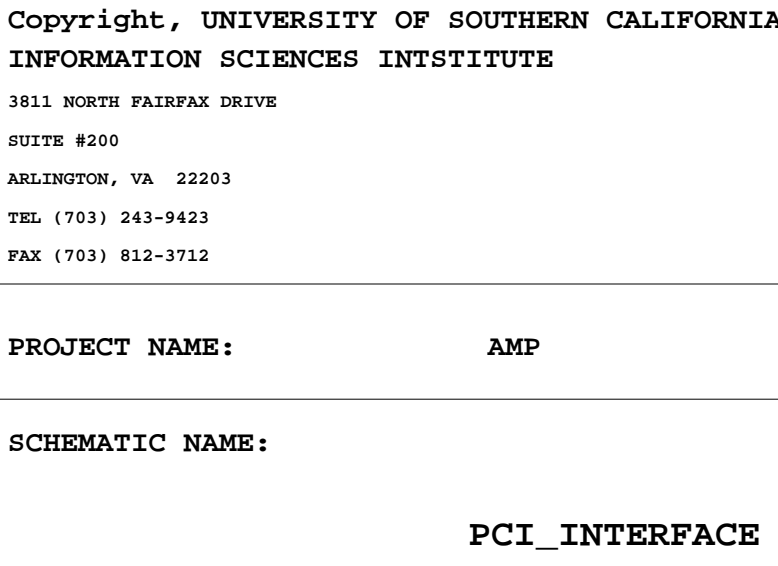 Copyright, UNIVERSITY OF SOUTHERN CALIFORNIA
INFORMATION SCIENCES INTSTITUTE
3811 NORTH FAIRFAX DRIVE
SUITE #200
ARLINGTON, VA 22203
TEL (703) 243-9423
FAX (703) 812-3712
PROJECT NAME: AMP
SCHEMATIC NAME:
PCI_INTERFACE